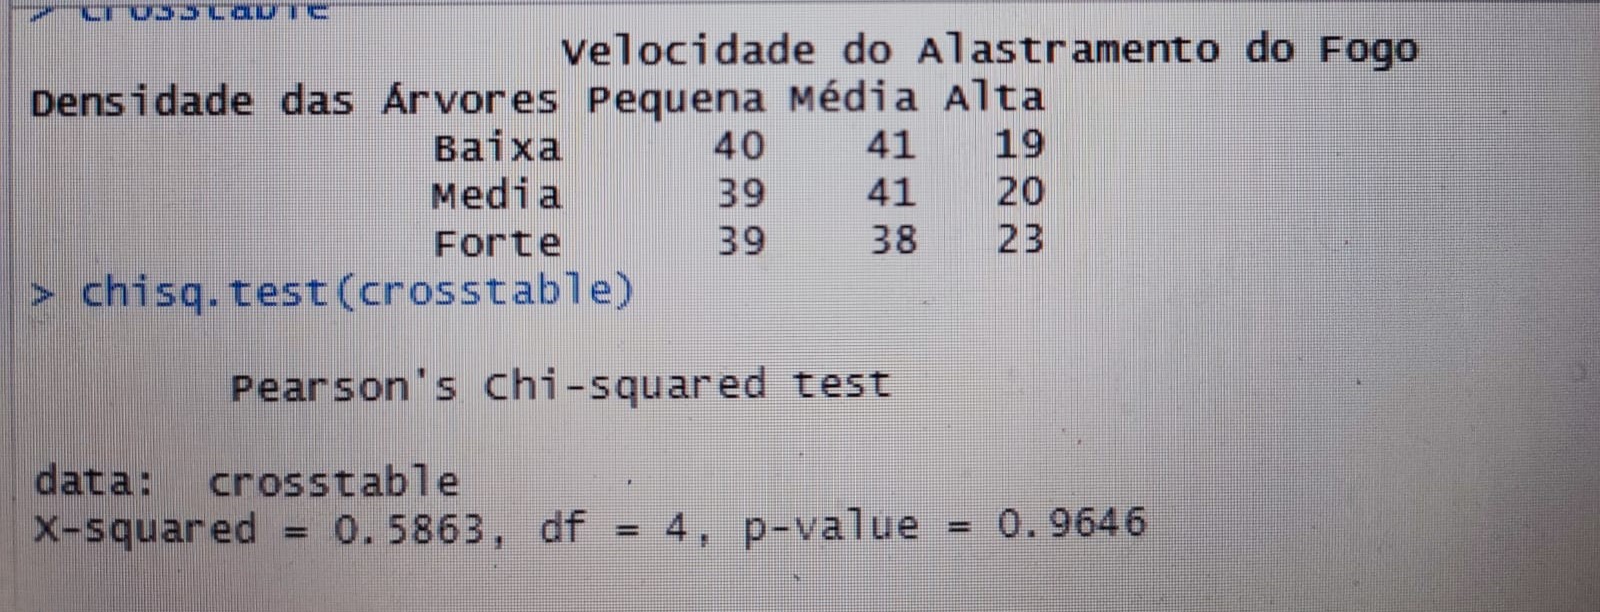 > crosstable
Velocidade do Alastramento do Fogo
Densidade das Árvores Pequena Média Alta
Baixa 40 41 19
Media 39 41 20
Forte 39 38 23
> chisq.test(crosstable)
Pearson's Chi-squared test
data: crosstable
X-squared = 0.5863, df = 4, p-value = 0.9646